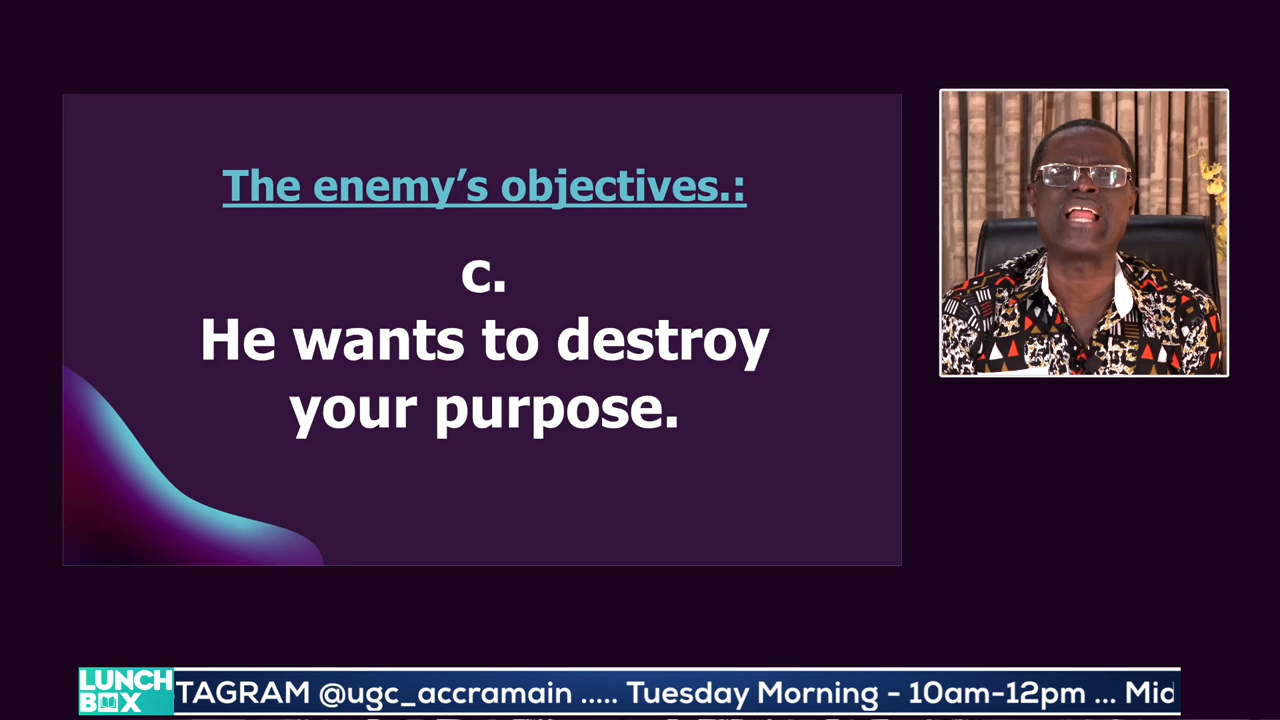 The enemy’s objectives.:
c.
He wants to destroy
your purpose.
LUNCH
BOX
TAGRAM @ugc_accramain ..... Tuesday Morning - 10am-12pm ... Mid